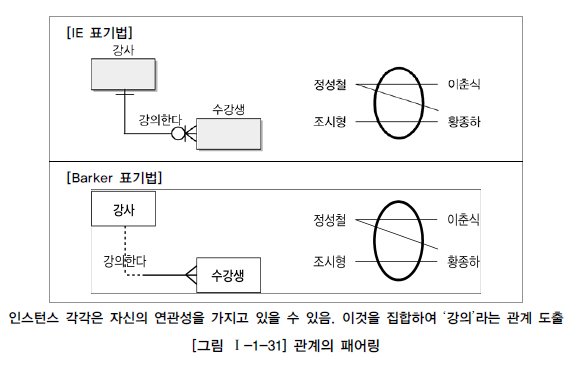 [IE 표기법]
강사
강의한다
수강생
정성철 이춘식
조시형 황종하
[Barker 표기법]
강사
강의한다
수강생
정성철 이춘식
조시형 황종하
인스턴스 각각은 자신의 연관성을 가지고 있을 수 있음. 이것을 집합하여 '강의'라는 관계 도출
[그림 Ⅰ-1-31] 관계의 패어링